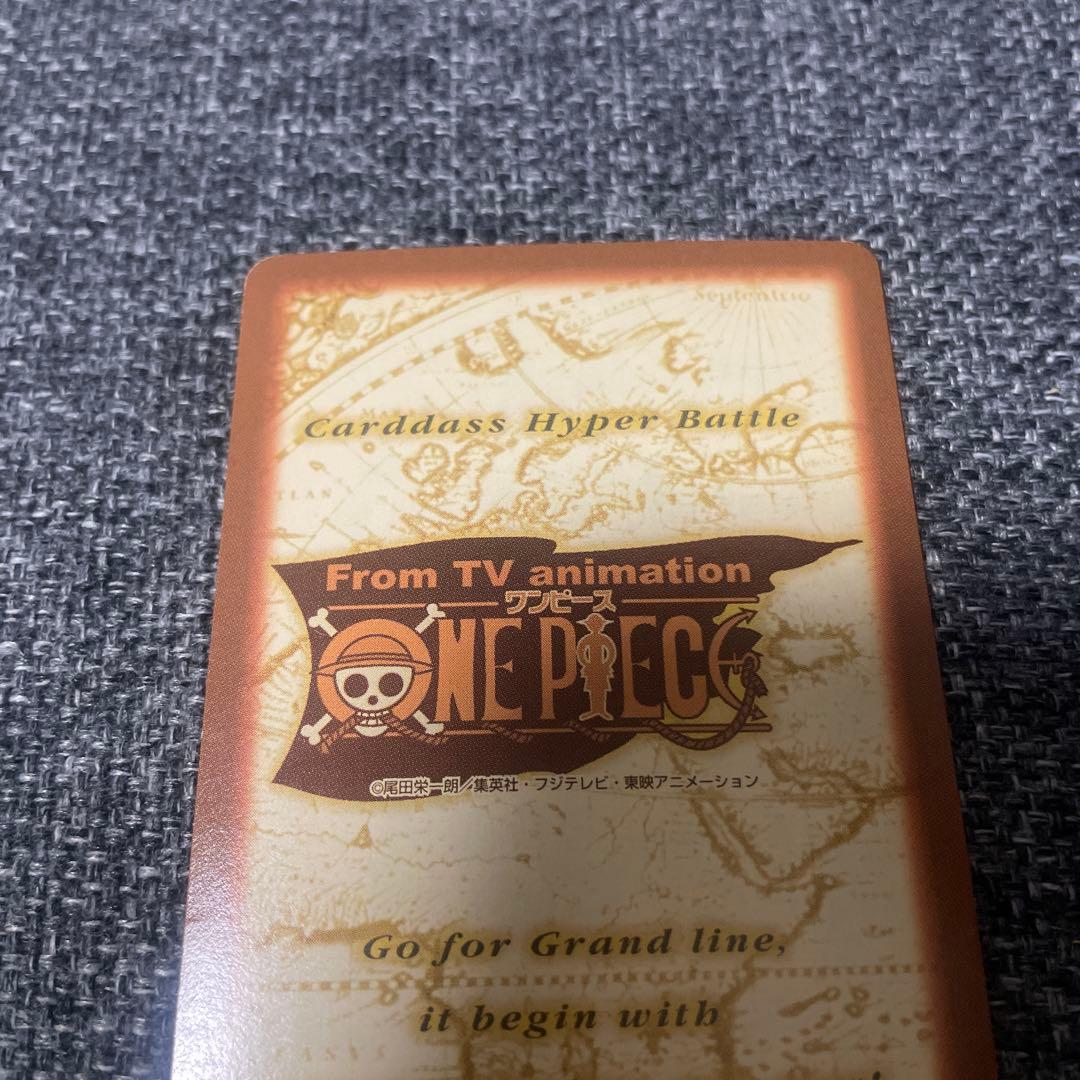 Septentrio
Carddass Hyper Battle
TLAN
From TV animation
ワンピース
ONE PIECE
©尾田栄一朗／集英社・フジテレビ・東映アニメーション
Go for Grand line,
it begin with